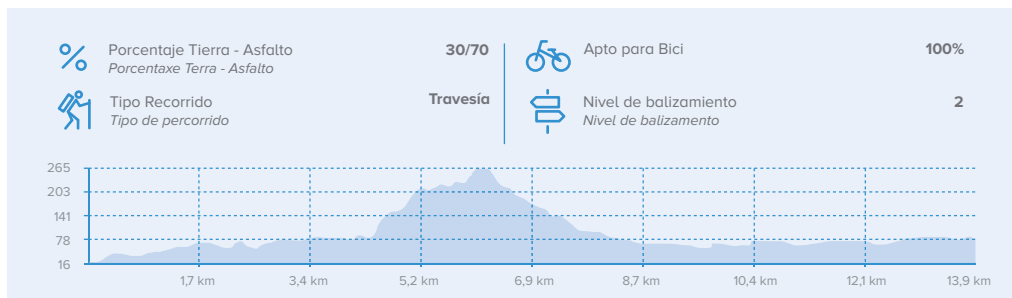 Porcentaje Tierra - Asfalto
Porcentaxe Terra - Asfalto
30/70
Tipo Recorrido
Tipo de percorrido
Travesía
Apto para Bici
100%
Nivel de balizamiento
Nivel de balizamento
2
265
203
141
78
16
1,7 km
3,4 km
5,2 km
6,9 km
8,7 km
10,4 km
12,1 km
13,9 km